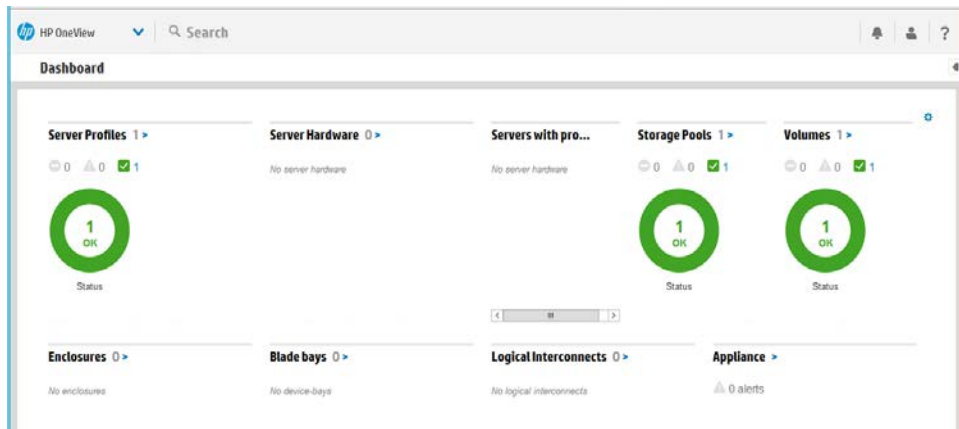 hp HP OneView Search ?
Dashboard
Server Profiles 1 >
0 0 1
1
OK
Status
Server Hardware 0 >
No server hardware
Servers with pro...
No server hardware
Storage Pools 1 >
0 0 1
1
OK
Status
Volumes 1 >
0 0 1
1
OK
Status
Enclosures 0 >
No enclosures
Blade bays 0 >
No device-bays
Logical Interconnects 0 >
No logical interconnects
Appliance >
0 alerts